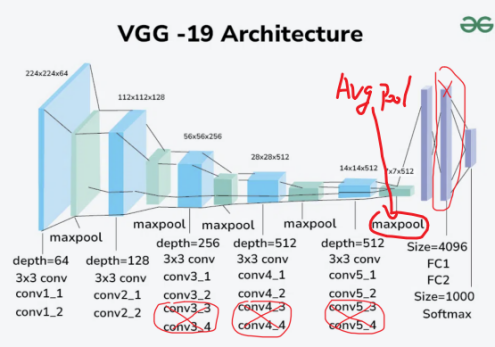 VGG -19 Architecture
224x224x64
112x112x128
56x56x256
28x28x512
14x14x512
7x7x512
Avg pool
maxpool
maxpool
maxpool
maxpool
maxpool
depth=64
3x3 conv
conv1_1
conv1_2
depth=128
3x3 conv
conv2_1
conv2_2
depth=256
3x3 conv
conv3_1
conv3_2
conv3_3
conv3_4
depth=512
3x3 conv
conv4_1
conv4_2
conv4_3
conv4_4
depth=512
3x3 conv
conv5_1
conv5_2
conv5_3
conv5_4
Size=4096
FC1
FC2
Size=1000
Softmax